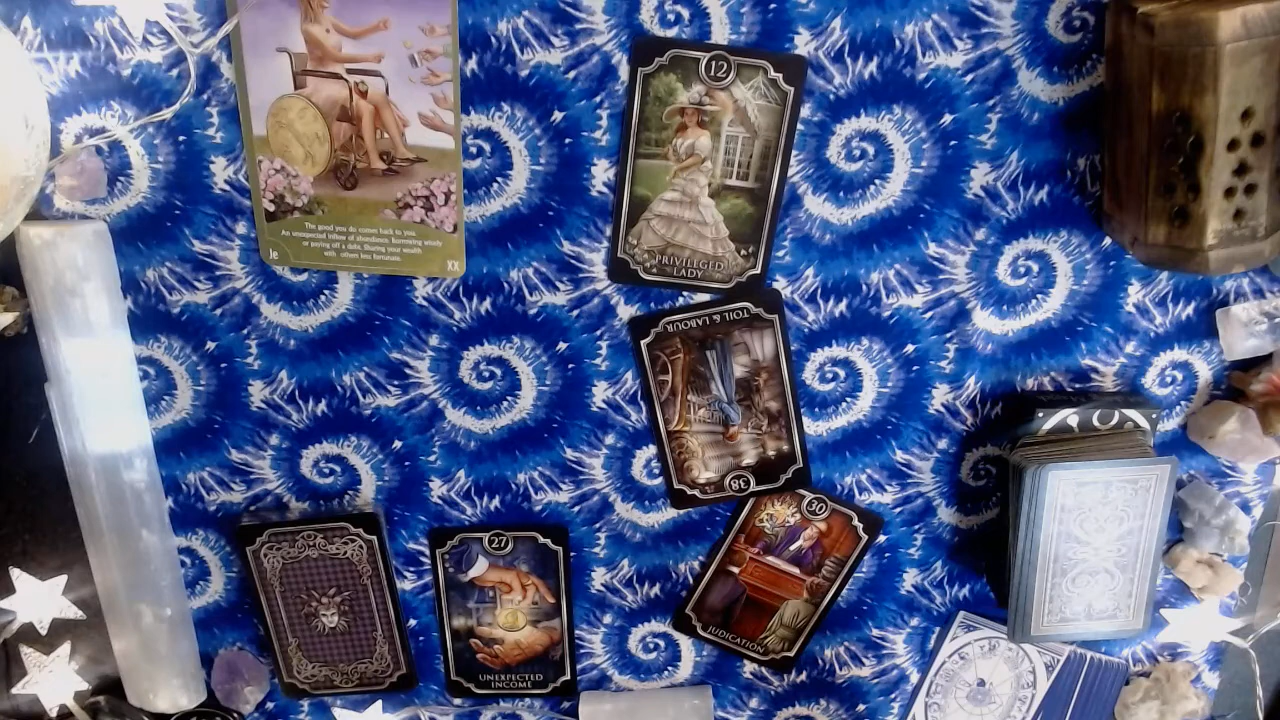 The good you do comes back to you.
An unexpected inflow of abundance. Borrowing wisely
or paying off a debt. Sharing your wealth
with others less fortunate.
Je
XX
12
PRIVILEGED
LADY
TOIL & LABOUR
38
30
JUDICATION
27
UNEXPECTED
INCOME